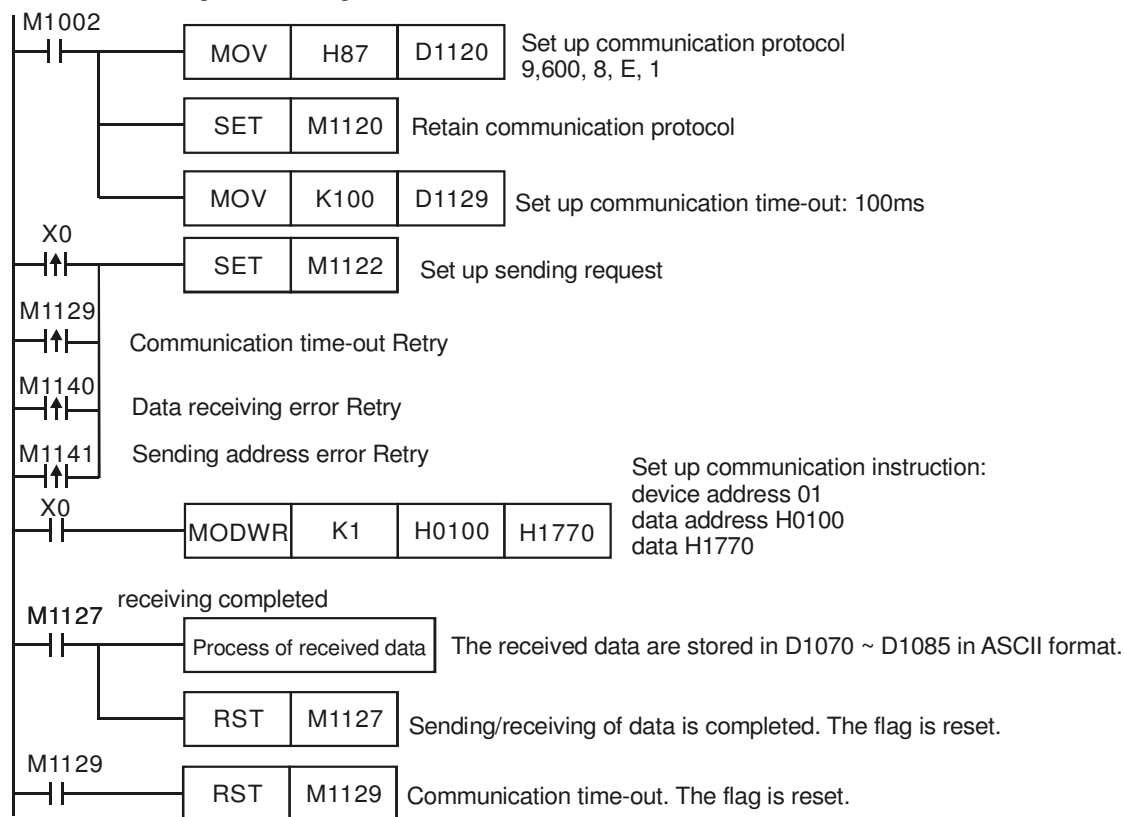 M1002
MOV H87 D1120 Set up communication protocol
9,600, 8, E, 1
SET M1120 Retain communication protocol
MOV K100 D1129 Set up communication time-out: 100ms
X0
SET M1122 Set up sending request
M1129
Communication time-out Retry
M1140
Data receiving error Retry
M1141 Sending address error Retry
X0
MODWR K1 H0100 H1770
Set up communication instruction:
device address 01
data address H0100
data H1770
receiving completed
M1127
Process of received data The received data are stored in D1070 ~ D1085 in ASCII format.
RST M1127 Sending/receiving of data is completed. The flag is reset.
M1129
RST M1129 Communication time-out. The flag is reset.